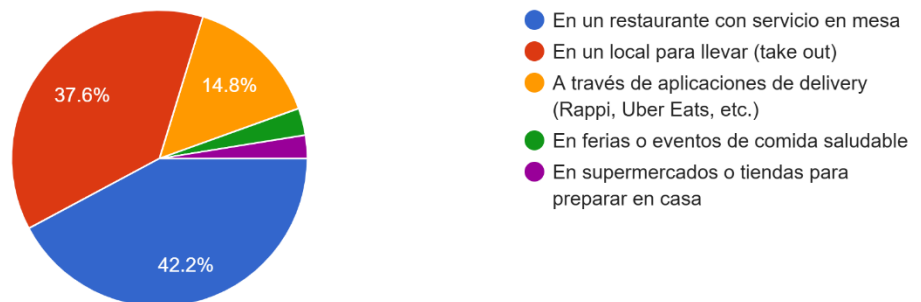 37.6%
14.8%
42.2%
En un restaurante con servicio en mesa
En un local para llevar (take out)
A través de aplicaciones de delivery
(Rappi, Uber Eats, etc.)
En ferias o eventos de comida saludable
En supermercados o tiendas para
preparar en casa